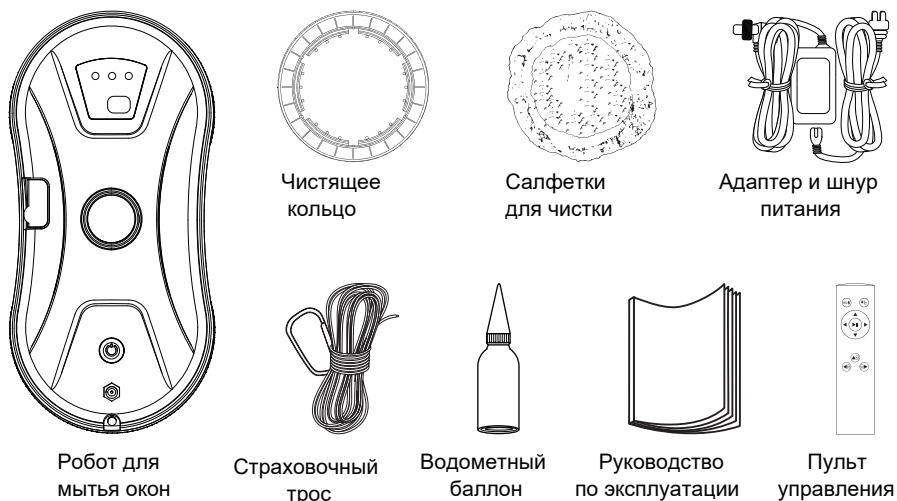 Чистящее
кольцо
Салфетки
для чистки
Адаптер и шнур
питания
Робот для
мытья окон
Страховочный
трос
Водометный
баллон
Руководство
по эксплуатации
Пульт
управления